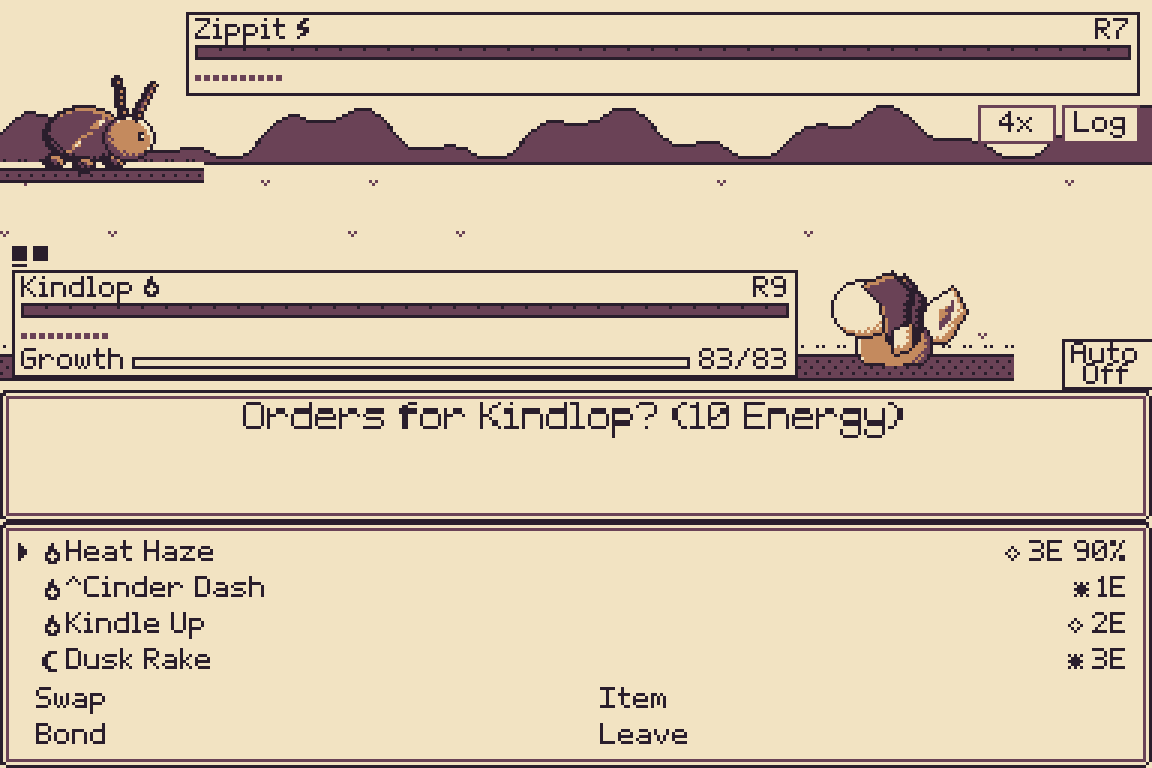 Zippit R7
4x Log
Kindlop R9
Growth 83/83
Auto
Off
Orders for Kindlop? (10 Energy)
Heat Haze 3E 90%
^Cinder Dash 1E
Kindle Up 2E
Dusk Rake 3E
Swap Item
Bond Leave